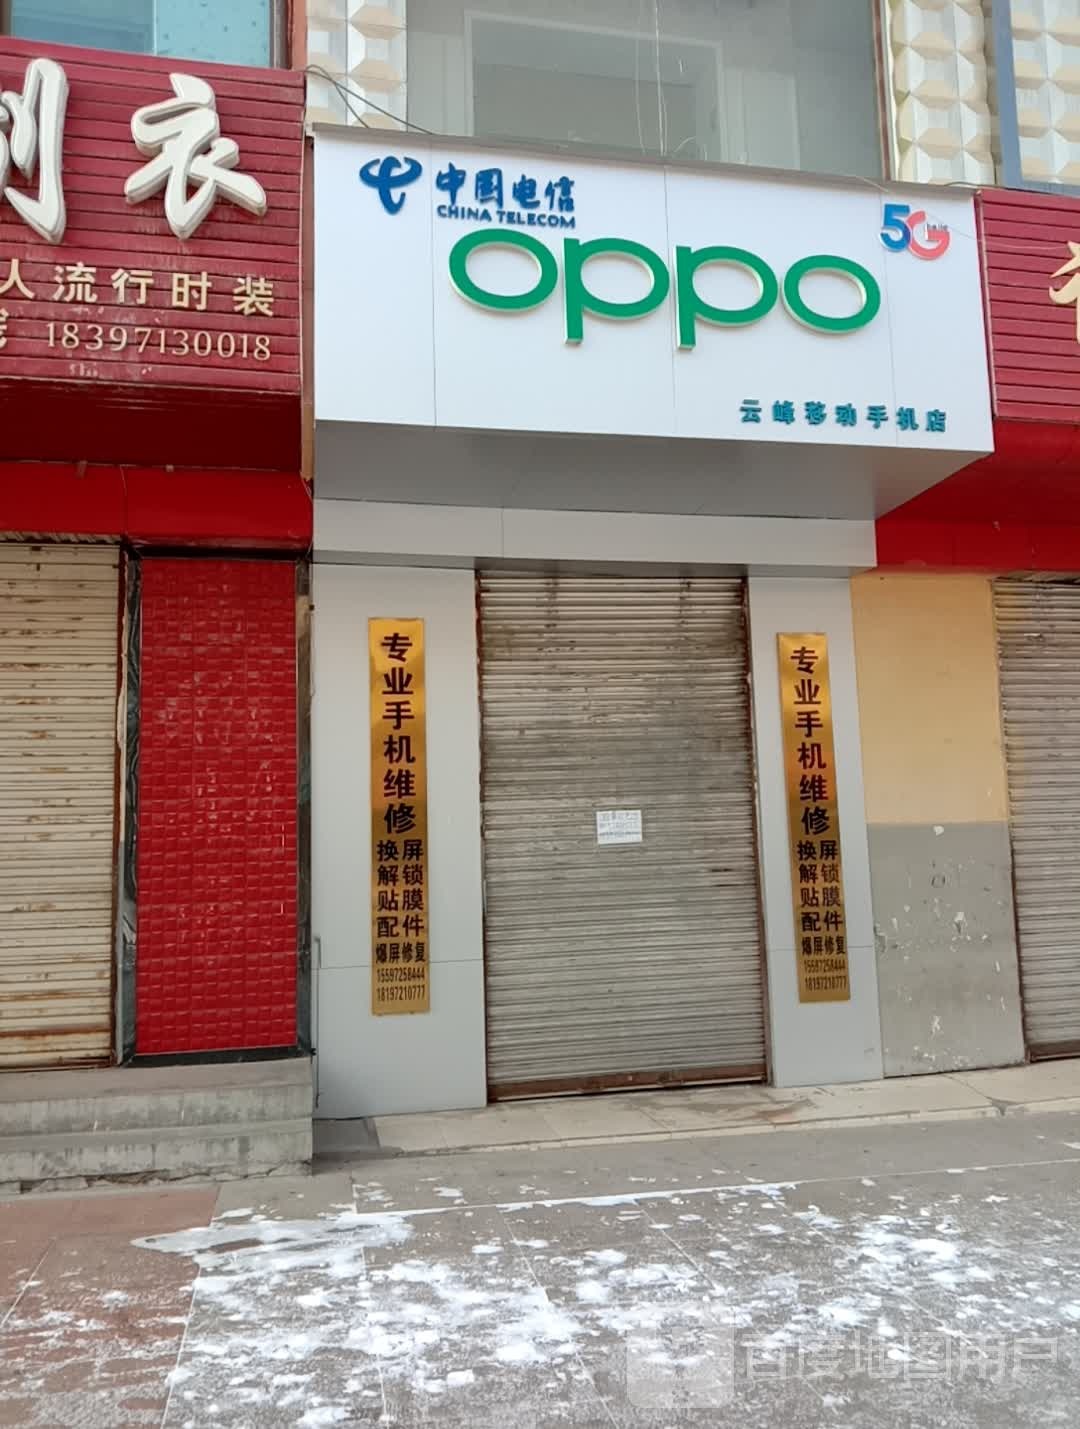 制衣
人流行时装
18397131018
中国电信
CHINA TELECOM
5G
oppo
云峰移动手机店
专业手机维修
换屏
解锁
贴膜
配件
爆屏修复
15597258444
18197210777
专业手机维修
换屏
解锁
贴膜
配件
爆屏修复
15597258444
18197210777
百度地图用户